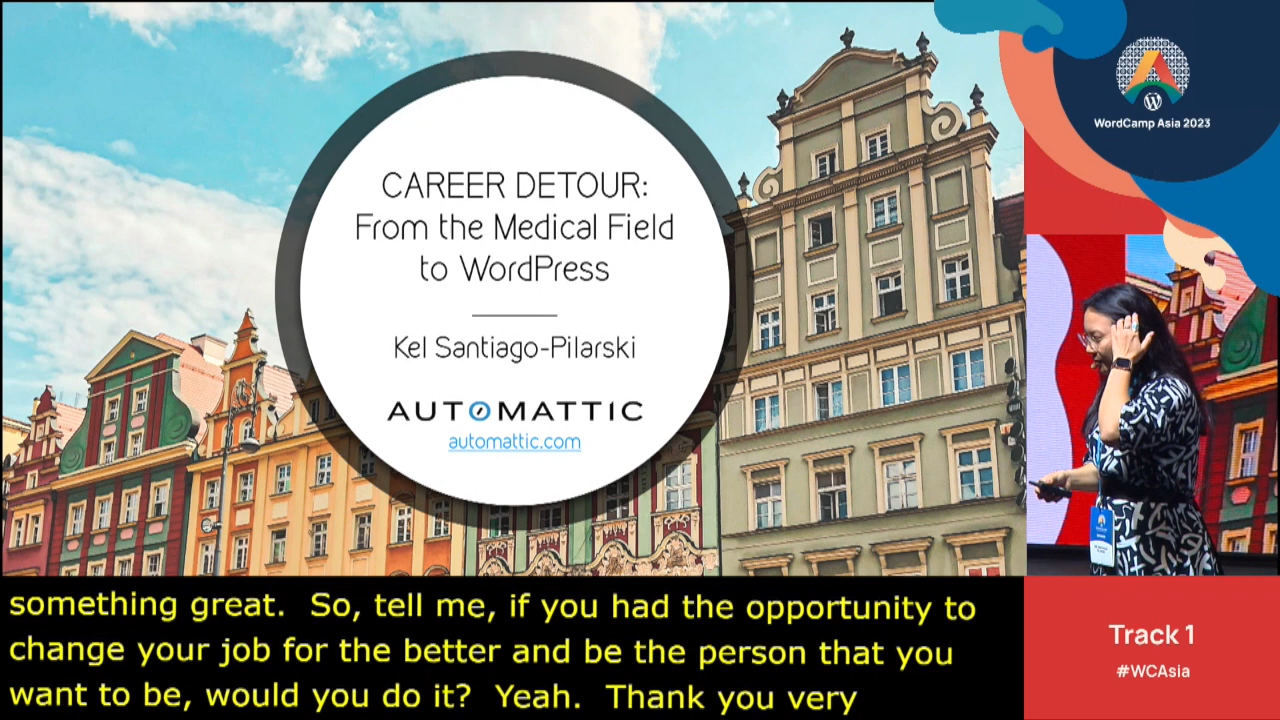 CAREER DETOUR:
From the Medical Field
to WordPress
Kel Santiago-Pilarski
AUTOMATTIC
automattic.com
WordCamp Asia 2023
something great.  So, tell me, if you had the opportunity to
change your job for the better and be the person that you
want to be, would you do it?  Yeah.  Thank you very
Track 1
#WCAsia